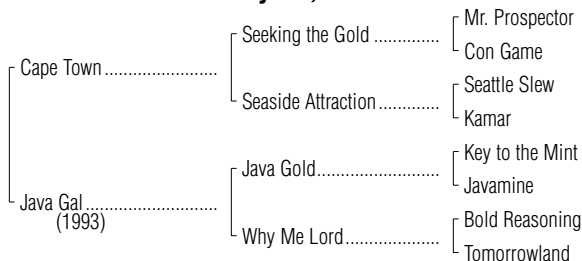 Mr. Prospector
Seeking the Gold ..............
Con Game
Cape Town ........................
Seattle Slew
Seaside Attraction.............
Kamar
Key to the Mint
Java Gold..........................
Javamine
Java Gal............................
(1993)
Bold Reasoning
Why Me Lord....................
Tomorrowland